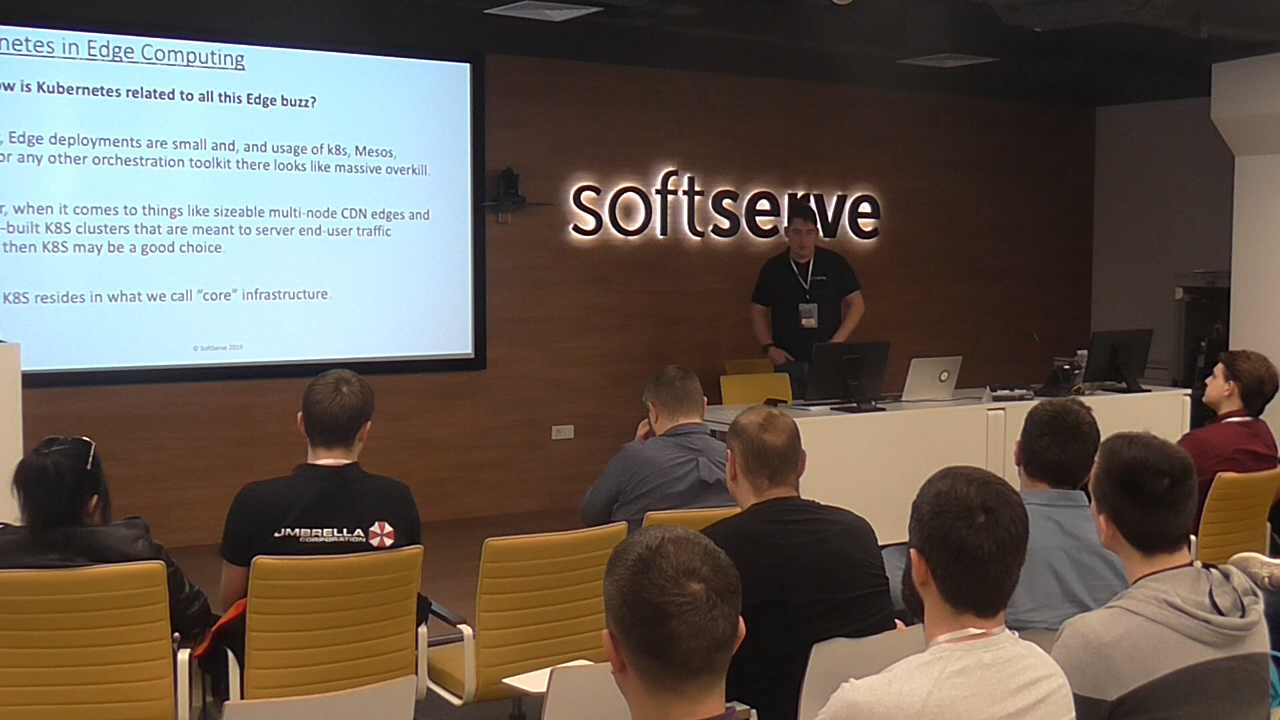 netes in Edge Computing
ow is Kubernetes related to all this Edge buzz?
, Edge deployments are small and, and usage of k8s, Mesos,
or any other orchestration toolkit there looks like massive overkill.
r, when it comes to things like sizeable multi-node CDN edges and
-built K8S clusters that are meant to server end-user traffic
then K8S may be a good choice.
K8S resides in what we call “core” infrastructure.
© SoftServe 2019
softserve
UMBRELLA
CORPORATION